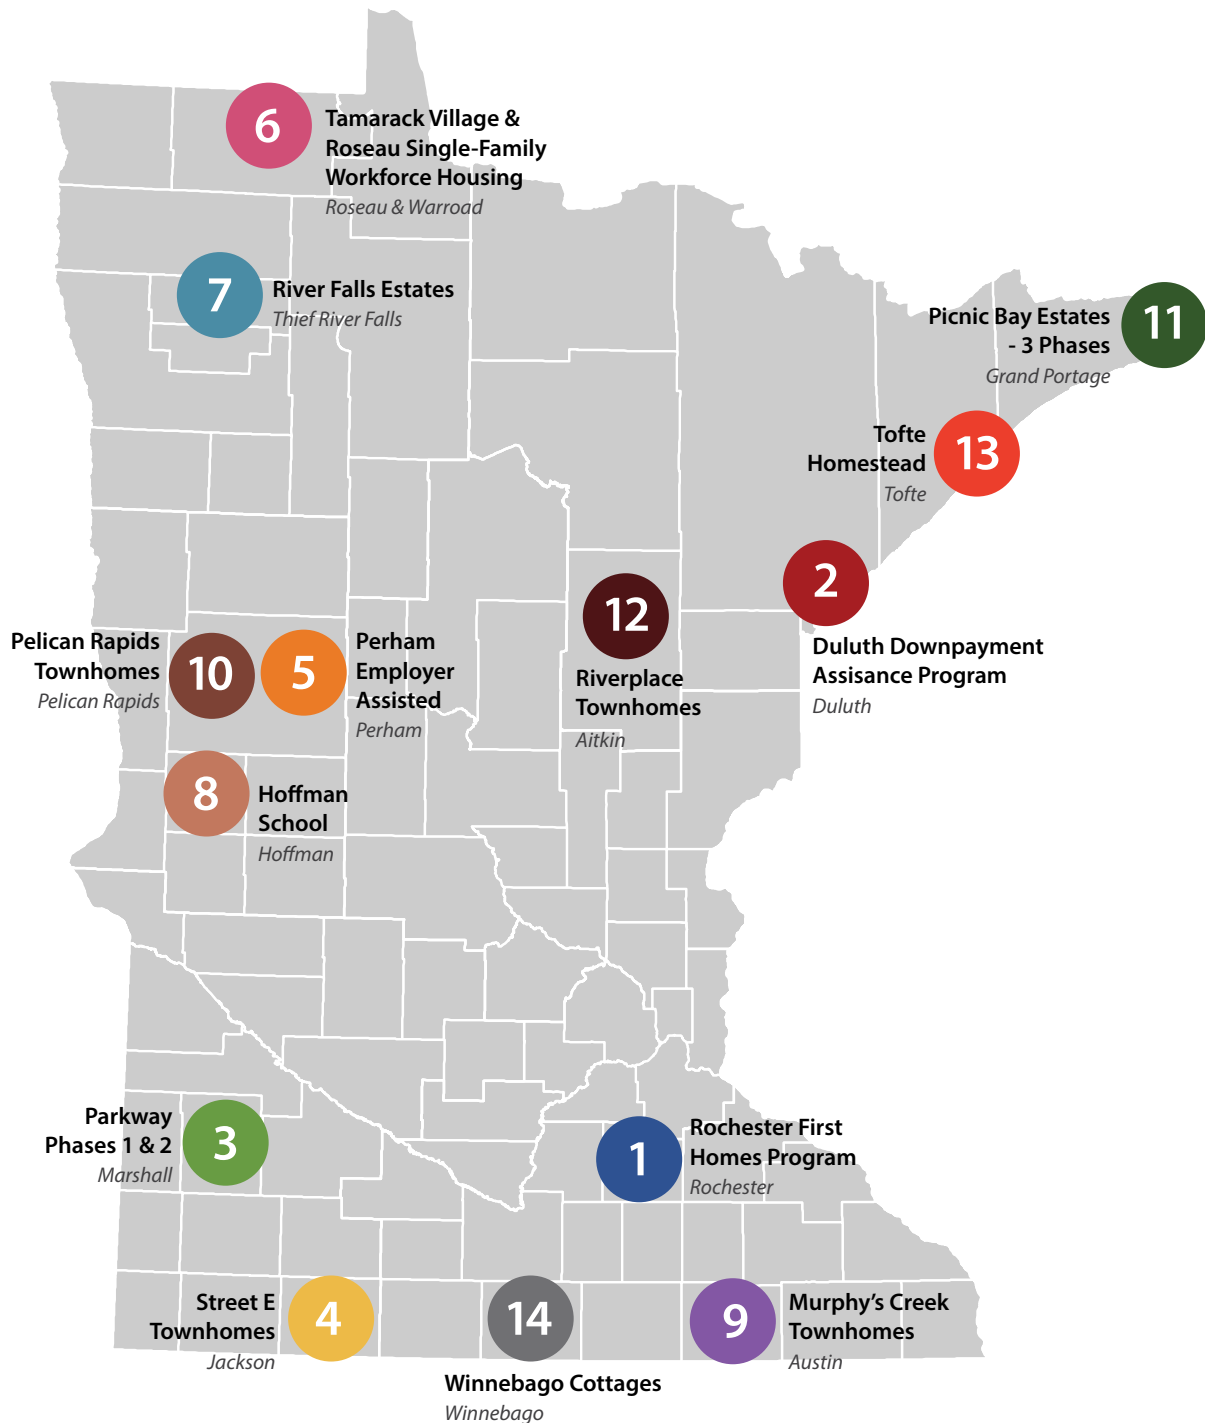 6
Tamarack Village &
Roseau Single-Family
Workforce Housing
Roseau & Warroad
7
River Falls Estates
Thief River Falls
Picnic Bay Estates
- 3 Phases
Grand Portage
11
Tofte
Homestead
Tofte
13
2
Duluth Downpayment
Assisance Program
Duluth
12
Riverplace
Townhomes
Aitkin
Pelican Rapids
Townhomes
Pelican Rapids
10
5
Perham
Employer
Assisted
Perham
8
Hoffman
School
Hoffman
Parkway
Phases 1 & 2
Marshall
3
1
Rochester First
Homes Program
Rochester
Street E
Townhomes
Jackson
4
14
Winnebago Cottages
Winnebago
9
Murphy's Creek
Townhomes
Austin